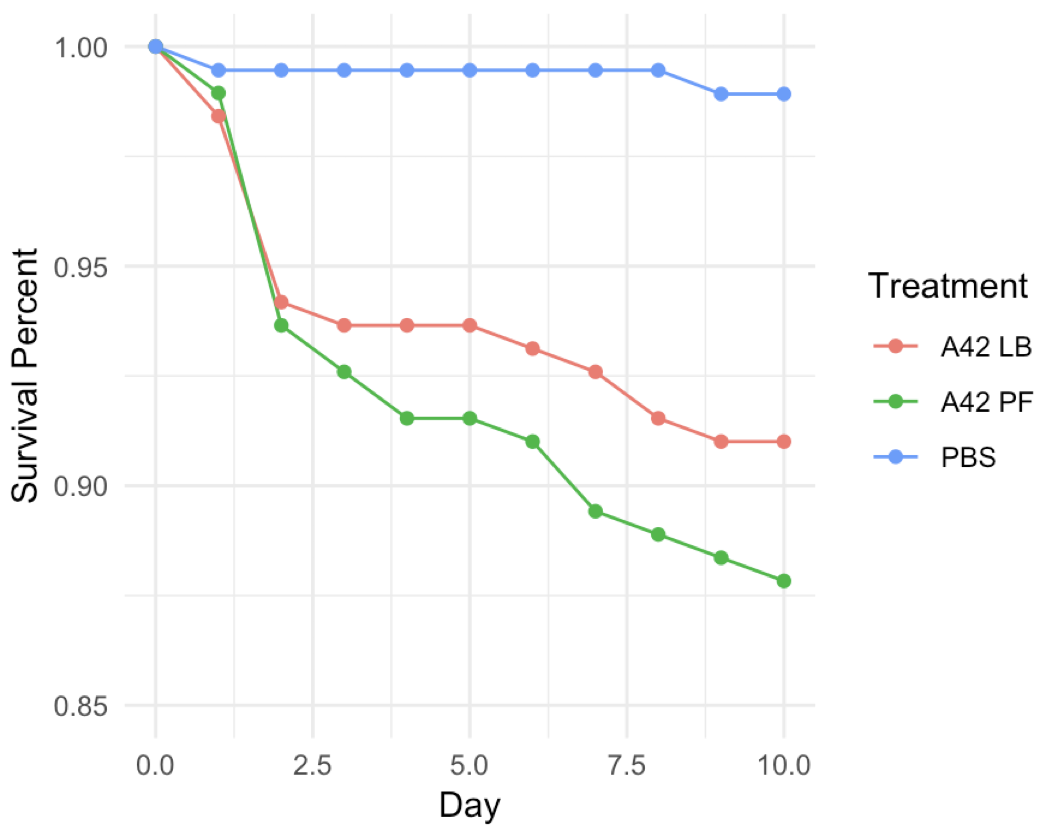 1.00
0.95
0.90
0.85
Survival Percent
0.0 2.5 5.0 7.5 10.0
Day
Treatment
A42 LB
A42 PF
PBS